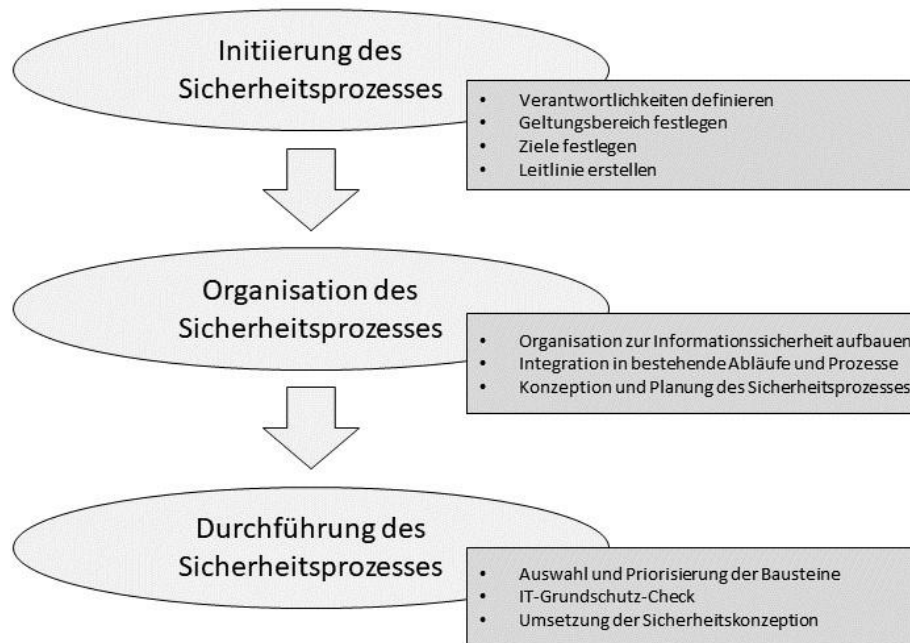 Initiierung des
Sicherheitsprozesses
• Verantwortlichkeiten definieren
• Geltungsbereich festlegen
• Ziele festlegen
• Leitlinie erstellen
Organisation des
Sicherheitsprozesses
• Organisation zur Informationssicherheit aufbauen
• Integration in bestehende Abläufe und Prozesse
• Konzeption und Planung des Sicherheitsprozesses
Durchführung des
Sicherheitsprozesses
• Auswahl und Priorisierung der Bausteine
• IT-Grundschutz-Check
• Umsetzung der Sicherheitskonzeption